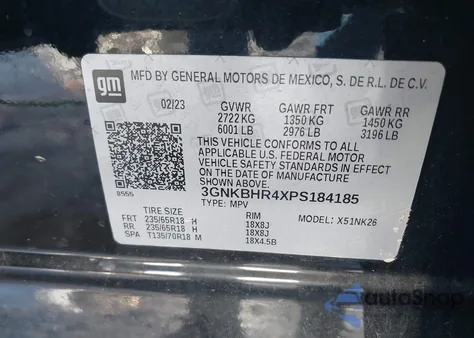 gm
MFD BY GENERAL MOTORS DE MEXICO, S. DE R.L. DE C.V.
02/23 GVWR GAWR FRT GAWR RR
2722 KG 1350 KG 1450 KG
6001 LB 2976 LB 3196 LB
THIS VEHICLE CONFORMS TO ALL
APPLICABLE U.S. FEDERAL MOTOR
VEHICLE SAFETY STANDARDS IN EFFECT
ON THE DATE OF MANUFACTURE
SHOWN ABOVE.
8555 3GNKBHR4XPS184185
TYPE: MPV MODEL: X51NK26
TIRE SIZE RIM
FRT 235/65R18 H 18X8J
RR 235/65R18 H 18X8J
SPA T135/70R18 M 18X4.5B
AutoSnap